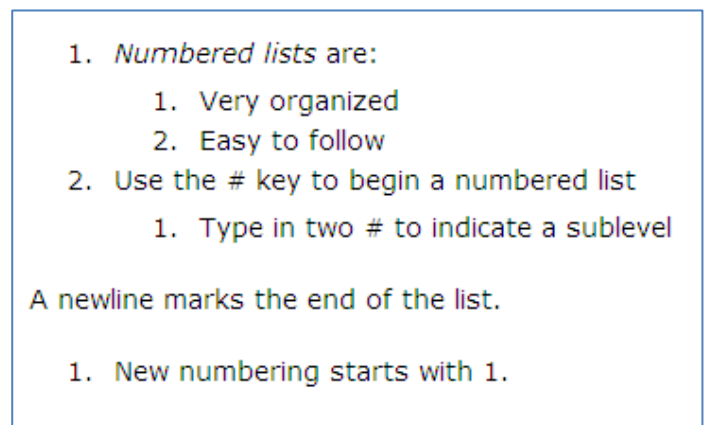 1. Numbered lists are:
1. Very organized
2. Easy to follow
2. Use the # key to begin a numbered list
1. Type in two # to indicate a sublevel
A newline marks the end of the list.
1. New numbering starts with 1.